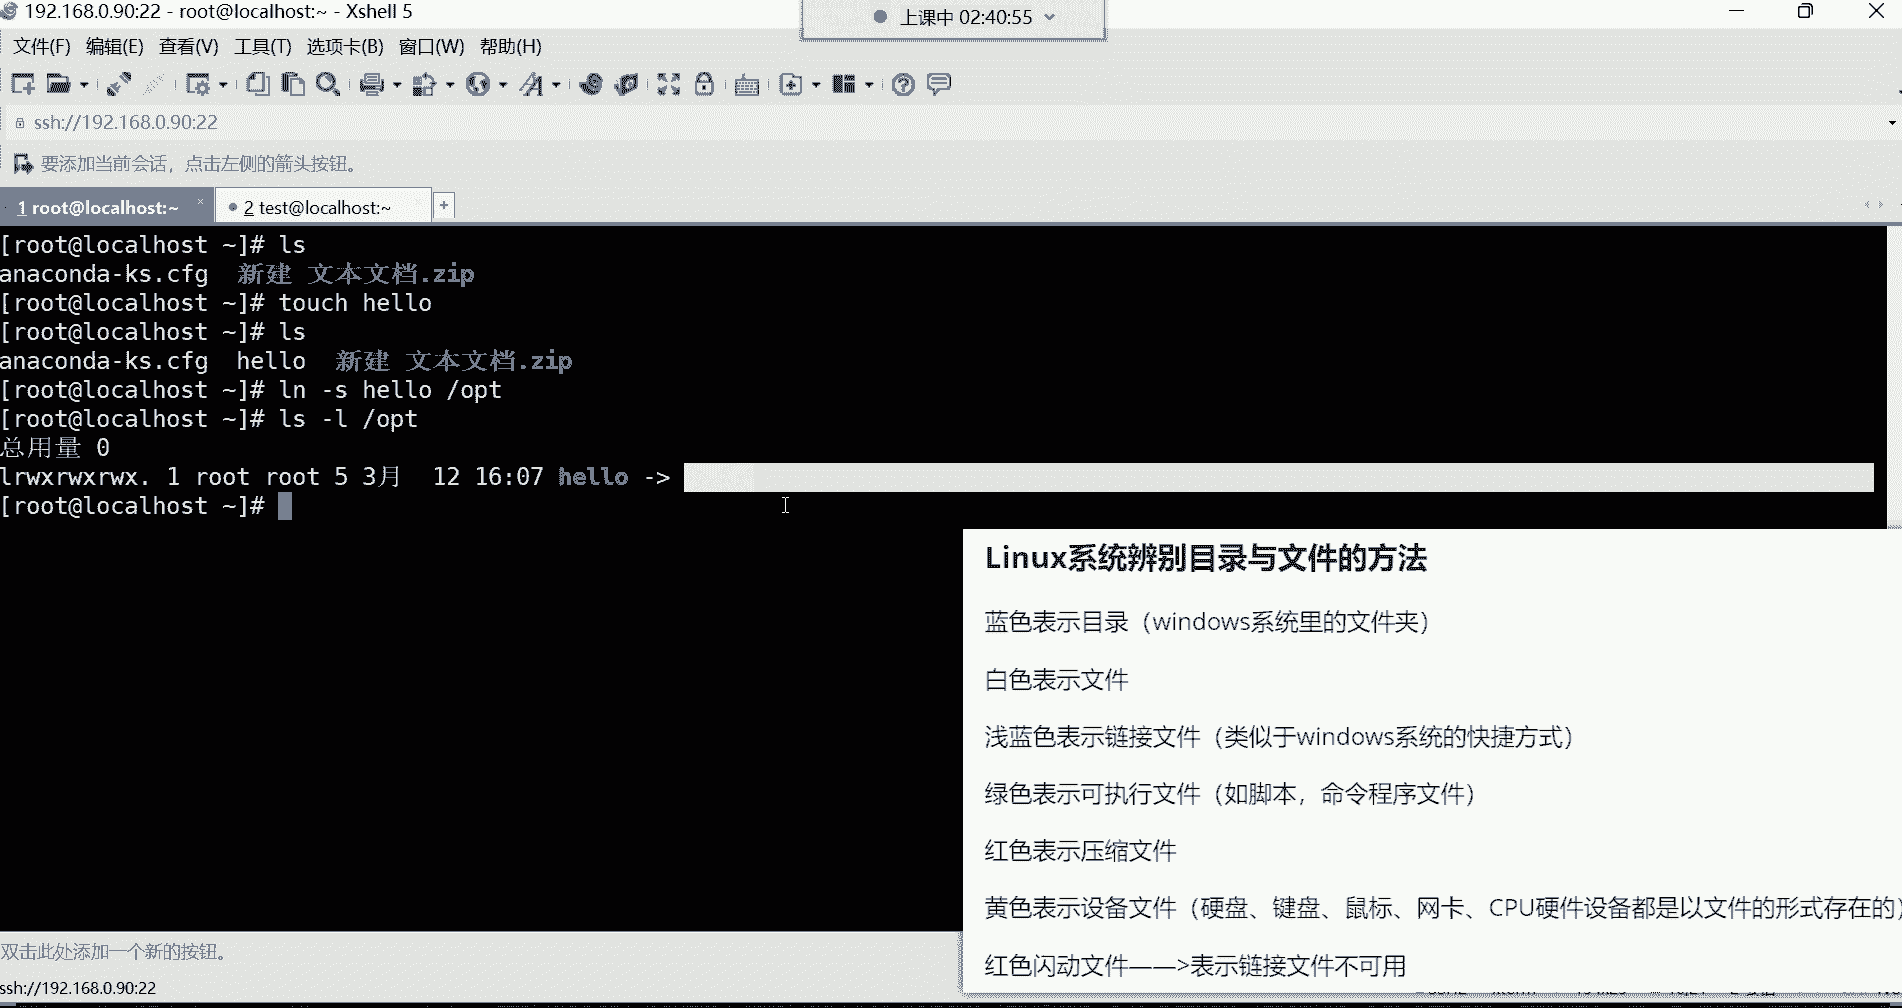 192.168.0.90:22 - root@localhost:~ - Xshell 5
上课中 02:40:55
文件(F) 编辑(E) 查看(V) 工具(T) 选项卡(B) 窗口(W) 帮助(H)
ssh://192.168.0.90:22
要添加当前会话，点击左侧的箭头按钮。
1 root@localhost:~ × 2 test@localhost:~ +
[root@localhost ~]# ls
anaconda-ks.cfg 新建 文本文档.zip
[root@localhost ~]# touch hello
[root@localhost ~]# ls
anaconda-ks.cfg hello 新建 文本文档.zip
[root@localhost ~]# ln -s hello /opt
[root@localhost ~]# ls -l /opt
总用量 0
lrwxrwxrwx. 1 root root 5 3月 12 16:07 hello ->
[root@localhost ~]#
Linux系统辨别目录与文件的方法
蓝色表示目录（windows系统里的文件夹）
白色表示文件
浅蓝色表示链接文件（类似于windows系统的快捷方式）
绿色表示可执行文件（如脚本，命令程序文件）
红色表示压缩文件
黄色表示设备文件（硬盘、键盘、鼠标、网卡、CPU硬件设备都是以文件的形式存在的）
红色闪动文件——>表示链接文件不可用
双击此处添加一个新的按钮。
ssh://192.168.0.90:22